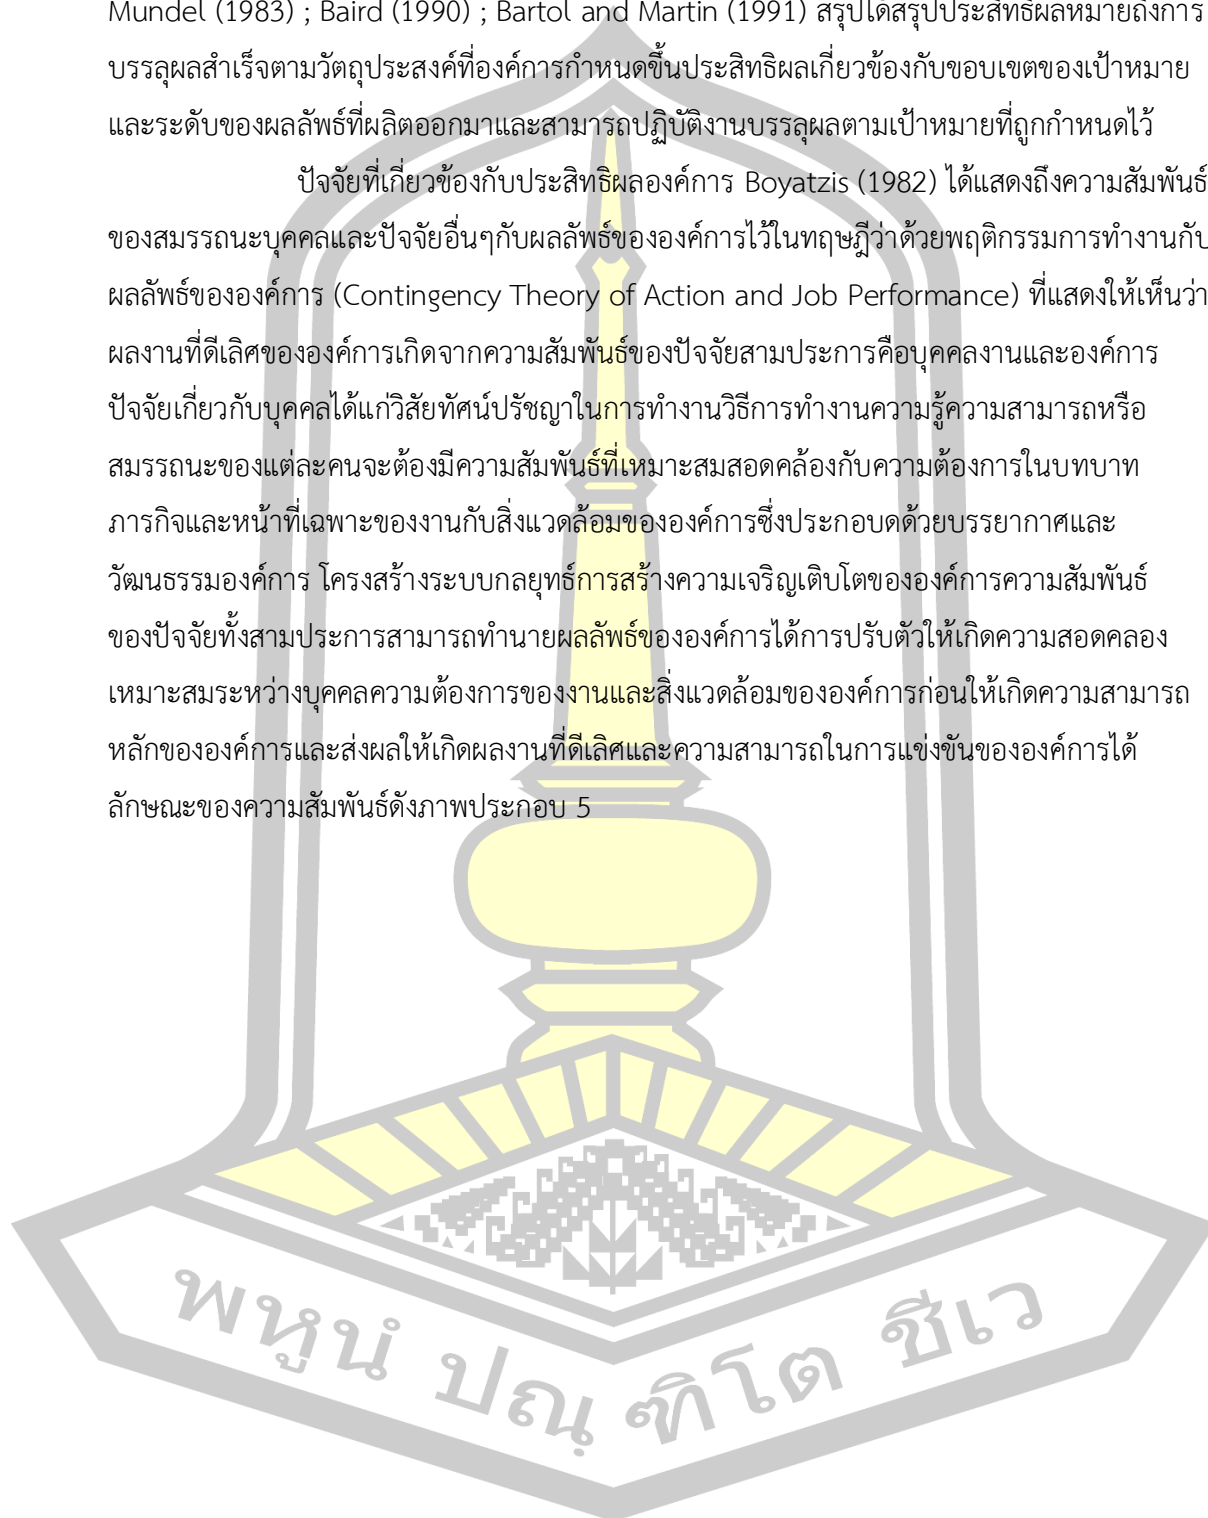 Mundel (1983) ; Baird (1990) ; Bartol and Martin (1991) สรุปได้สรุปประสิทธิผลหมายถึงการ
บรรลุผลสำเร็จตามวัตถุประสงค์ที่องค์การกำหนดขึ้นประสิทธิผลเกี่ยวข้องกับขอบเขตของเป้าหมาย
และระดับของผลลัพธ์ที่ผลิตออกมาและสามารถปฏิบัติงานบรรลุผลตามเป้าหมายที่ถูกกำหนดไว้
ปัจจัยที่เกี่ยวข้องกับประสิทธิผลองค์การ Boyatzis (1982) ได้แสดงถึงความสัมพันธ์
ของสมรรถนะบุคคลและปัจจัยอื่นๆกับผลลัพธ์ขององค์การไว้ในทฤษฎีว่าด้วยพฤติกรรมการทำงานกับ
ผลลัพธ์ขององค์การ (Contingency Theory of Action and Job Performance) ที่แสดงให้เห็นว่า
ผลงานที่ดีเลิศขององค์การเกิดจากความสัมพันธ์ของปัจจัยสามประการคือบุคคลงานและองค์การ
ปัจจัยเกี่ยวกับบุคคลได้แก่วิสัยทัศน์ปรัชญาในการทำงานวิธีการทำงานความรู้ความสามารถหรือ
สมรรถนะของแต่ละคนจะต้องมีความสัมพันธ์ที่เหมาะสมสอดคล้องกับความต้องการในบทบาท
ภารกิจและหน้าที่เฉพาะของงานกับสิ่งแวดล้อมขององค์การซึ่งประกอบดด้วยบรรยากาศและ
วัฒนธรรมองค์การ โครงสร้างระบบกลยุทธ์การสร้างความเจริญเติบโตขององค์การความสัมพันธ์
ของปัจจัยทั้งสามประการสามารถทำนายผลลัพธ์ขององค์การได้การปรับตัวให้เกิดความสอดคลอง
เหมาะสมระหว่างบุคคลความต้องการของงานและสิ่งแวดล้อมขององค์การก่อนให้เกิดความสามารถ
หลักขององค์การและส่งผลให้เกิดผลงานที่ดีเลิศและความสามารถในการแข่งขันขององค์การได้
ลักษณะของความสัมพันธ์ดังภาพประกอบ 5
พหูนํ ปณฺฑิโต ชีเว